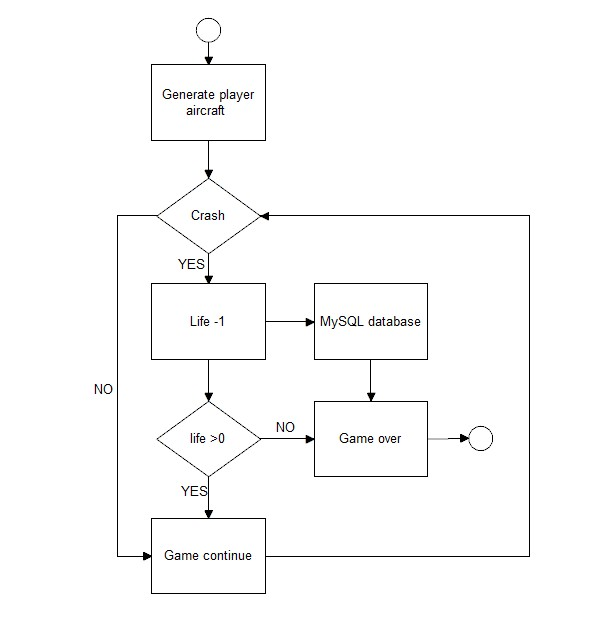 Generate player
aircraft
Crash
YES
Life -1
MySQL database
NO
life >0
NO
Game over
YES
Game continue